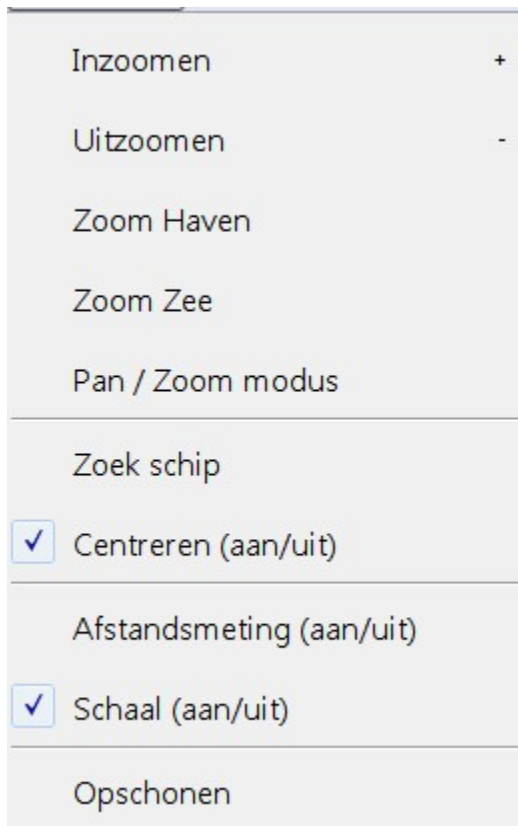 Inzoomen +
Uitzoomen -
Zoom Haven
Zoom Zee
Pan / Zoom modus
Zoek schip
Centreren (aan/uit)
Afstandsmeting (aan/uit)
Schaal (aan/uit)
Opschonen